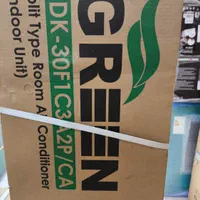 GREEN
DK-30F1C3A2P/CA
Split Type Room Air Conditioner
(Indoor Unit)